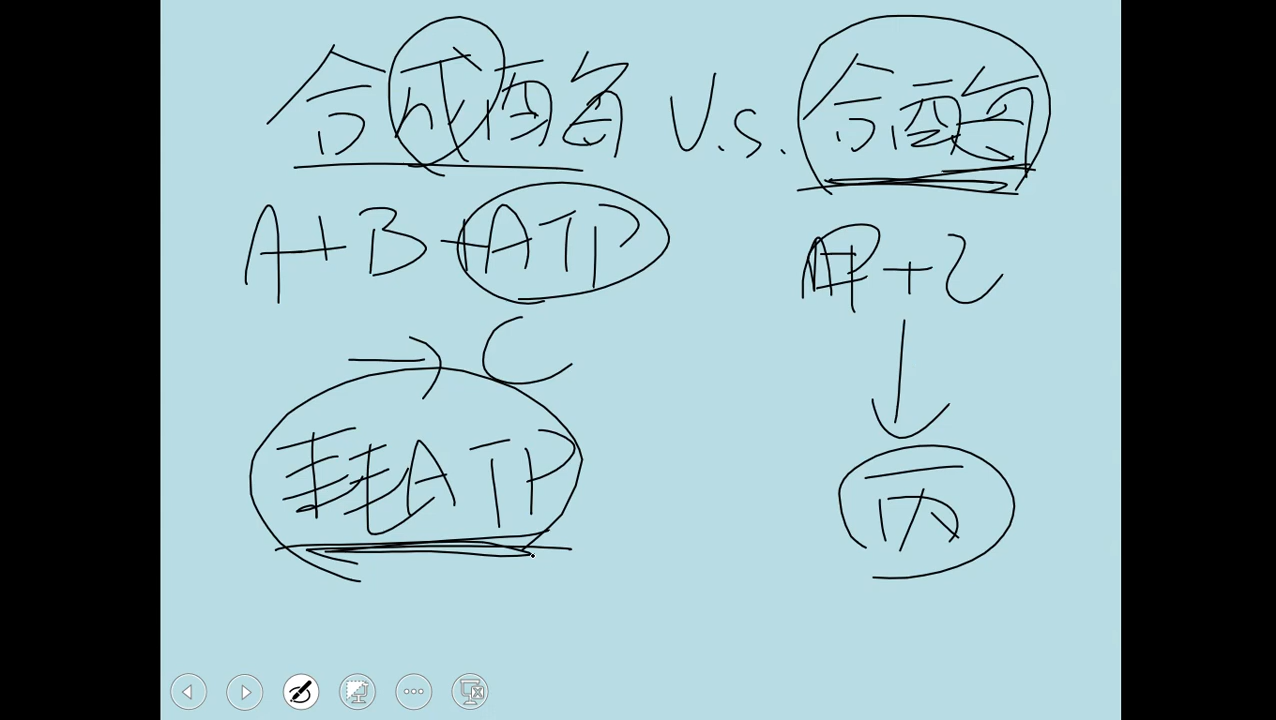 合成酶 V.S. 合酶
A+B+ATP 甲+乙
→ C ↓
耗ATP 丙